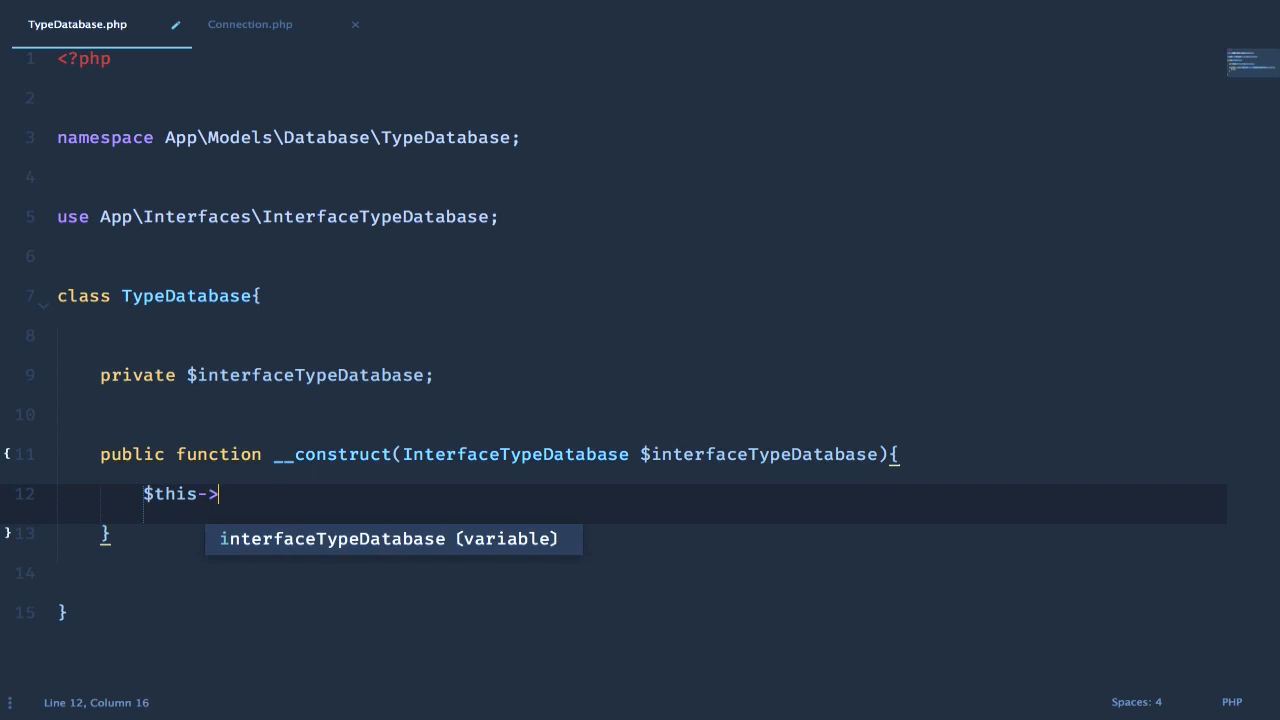 TypeDatabase.php
Connection.php ×
1 <?php
2
3 namespace App\Models\Database\TypeDatabase;
4
5 use App\Interfaces\InterfaceTypeDatabase;
6
7 class TypeDatabase{
8
9 private $interfaceTypeDatabase;
10
{ 11 public function __construct(InterfaceTypeDatabase $interfaceTypeDatabase){
12 $this->
} 13 }
interfaceTypeDatabase (variable)
14
15 }
Line 12, Column 16
Spaces: 4 PHP